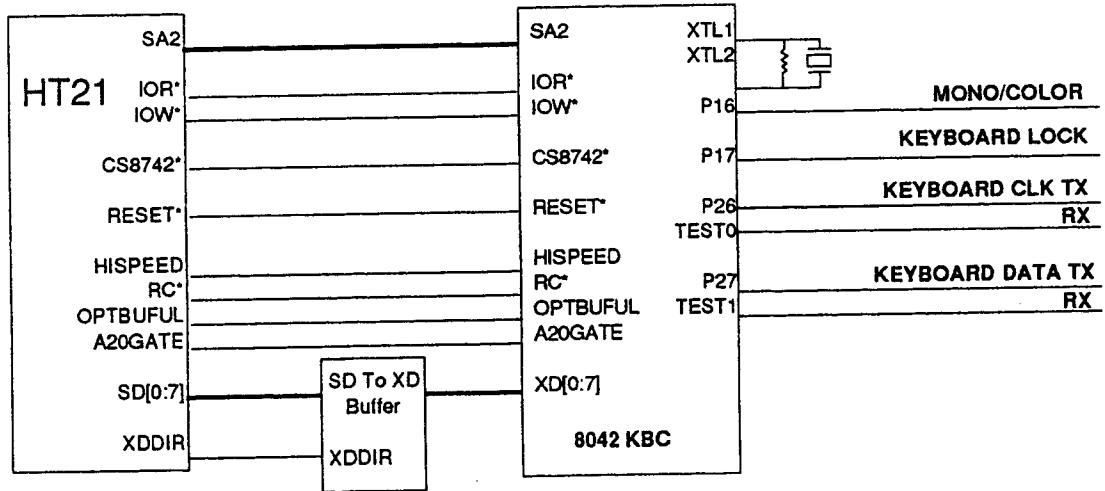 HT21
SA2
IOR*
IOW*
CS8742*
RESET*
HISPEED
RC*
OPTBUFUL
A20GATE
SD[0:7]
XDDIR
SD To XD
Buffer
XDDIR
SA2
IOR*
IOW*
CS8742*
RESET*
HISPEED
RC*
OPTBUFUL
A20GATE
XD[0:7]
8042 KBC
XTL1
XTL2
P16
P17
P26
TEST0
P27
TEST1
MONO/COLOR
KEYBOARD LOCK
KEYBOARD CLK TX
RX
KEYBOARD DATA TX
RX